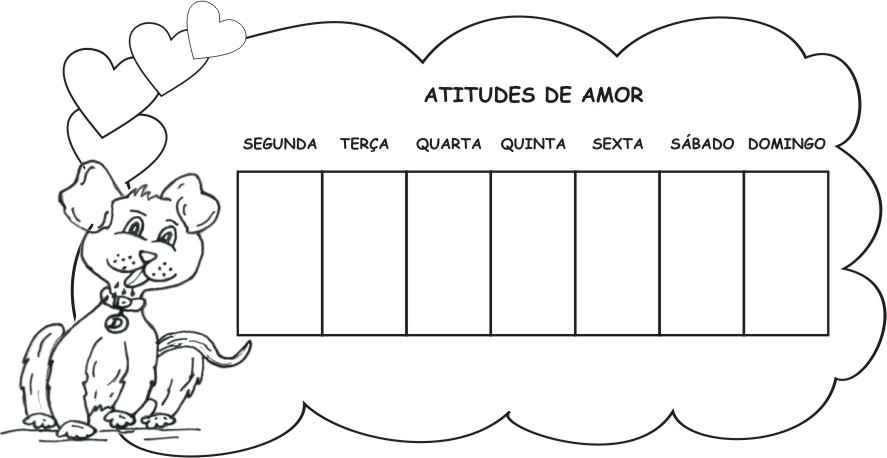 ATITUDES DE AMOR
SEGUNDA TERÇA QUARTA QUINTA SEXTA SÁBADO DOMINGO